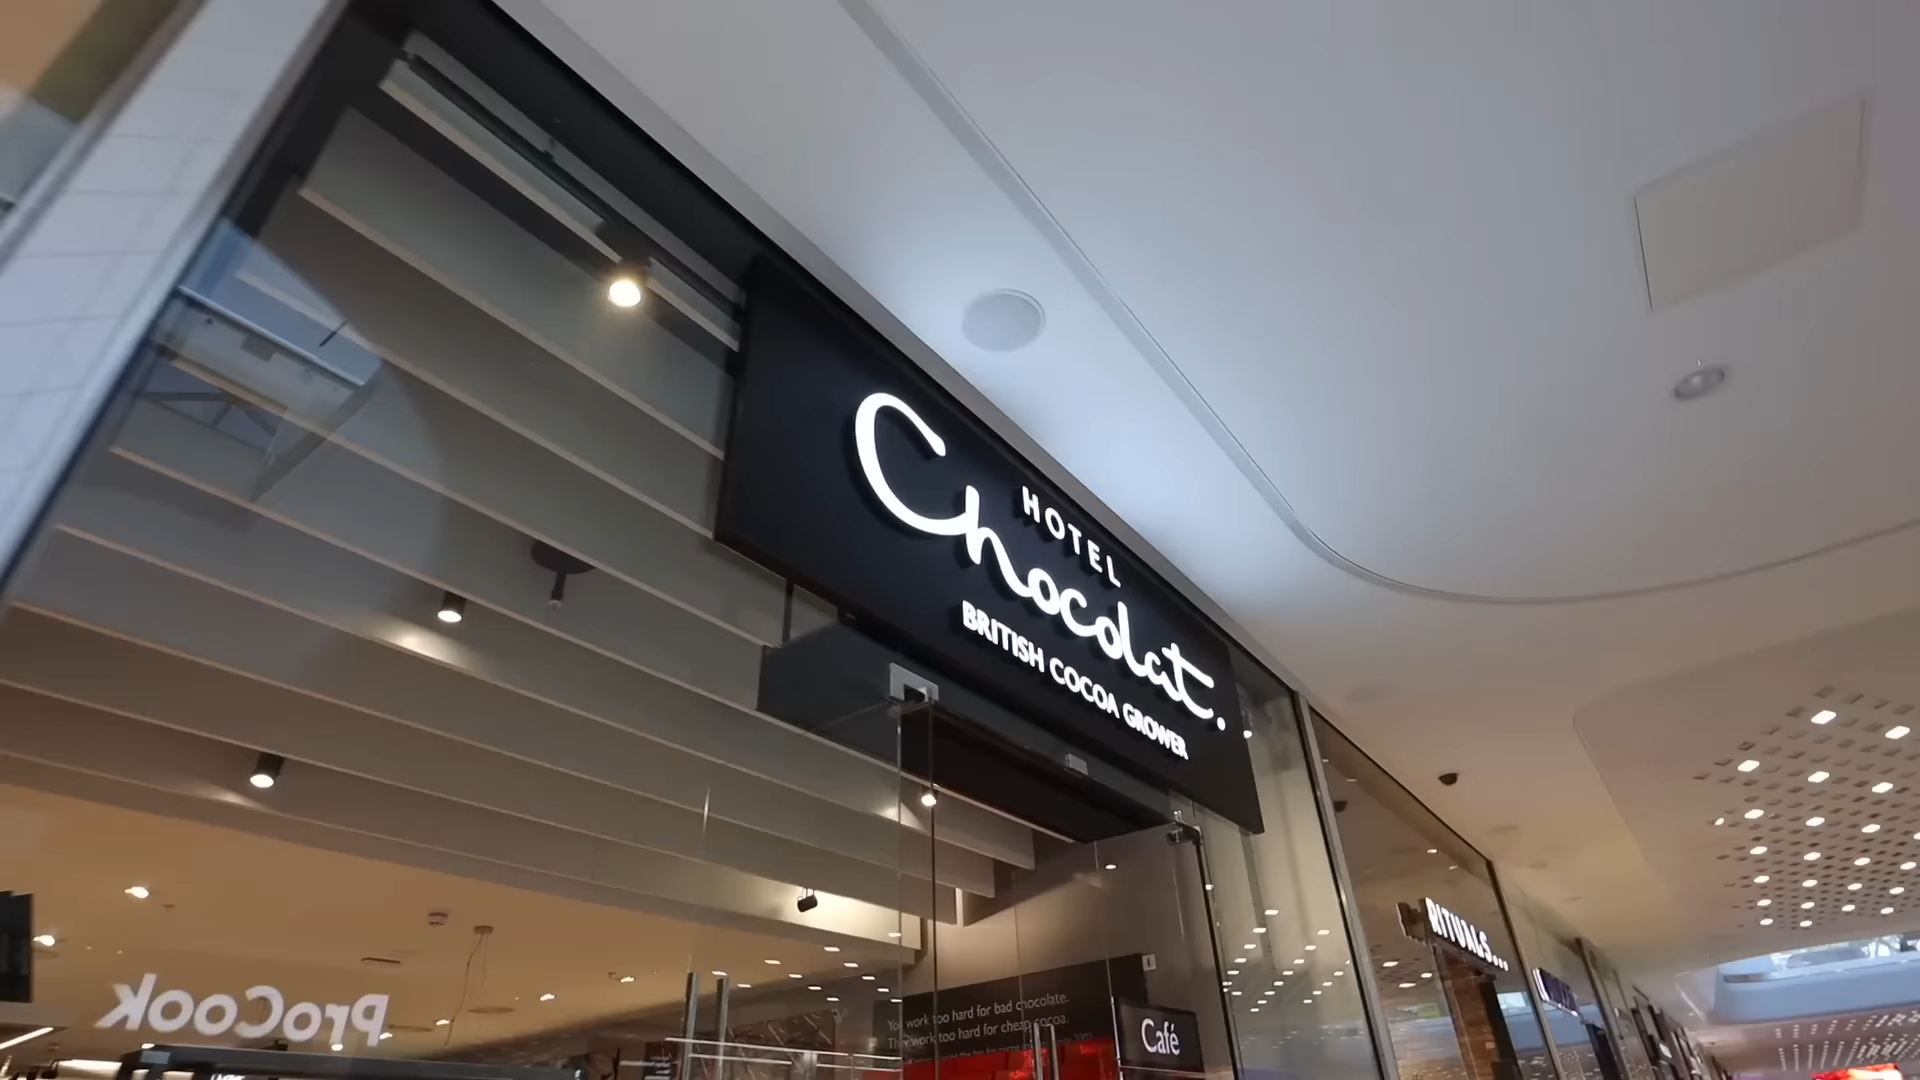 HOTEL
Chocolat.
BRITISH COCOA GROWER
RITUALS...
ProCook
You work too hard for bad chocolate.
They work too hard for cheap cocoa.
Café